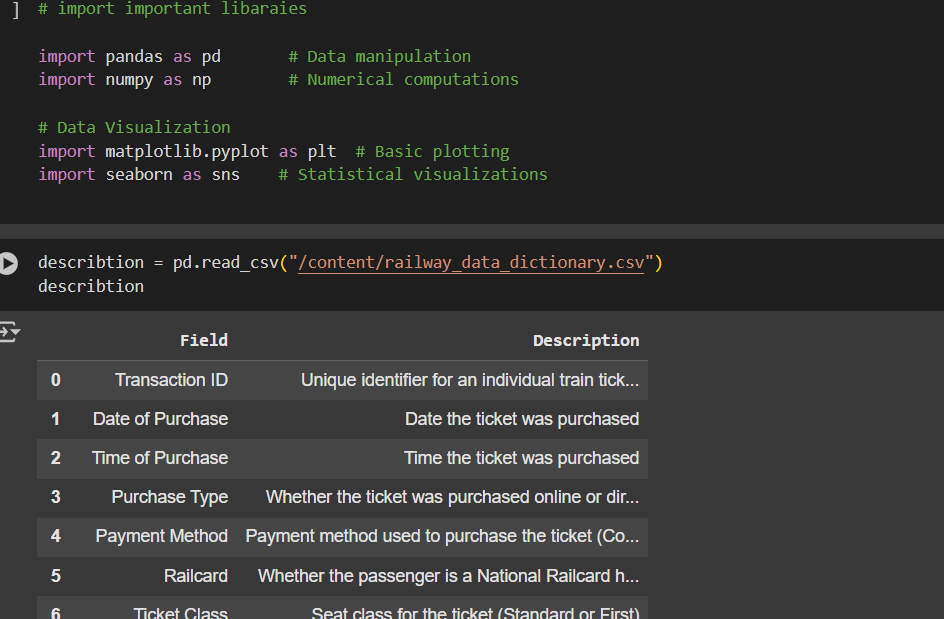 ] # import important libaraies
import pandas as pd # Data manipulation
import numpy as np # Numerical computations
# Data Visualization
import matplotlib.pyplot as plt # Basic plotting
import seaborn as sns # Statistical visualizations
describtion = pd.read_csv("/content/railway_data_dictionary.csv")
describtion
Field Description
0 Transaction ID Unique identifier for an individual train tick...
1 Date of Purchase Date the ticket was purchased
2 Time of Purchase Time the ticket was purchased
3 Purchase Type Whether the ticket was purchased online or dir...
4 Payment Method Payment method used to purchase the ticket (Co...
5 Railcard Whether the passenger is a National Railcard h...
6 Ticket Class Seat class for the ticket (Standard or First)